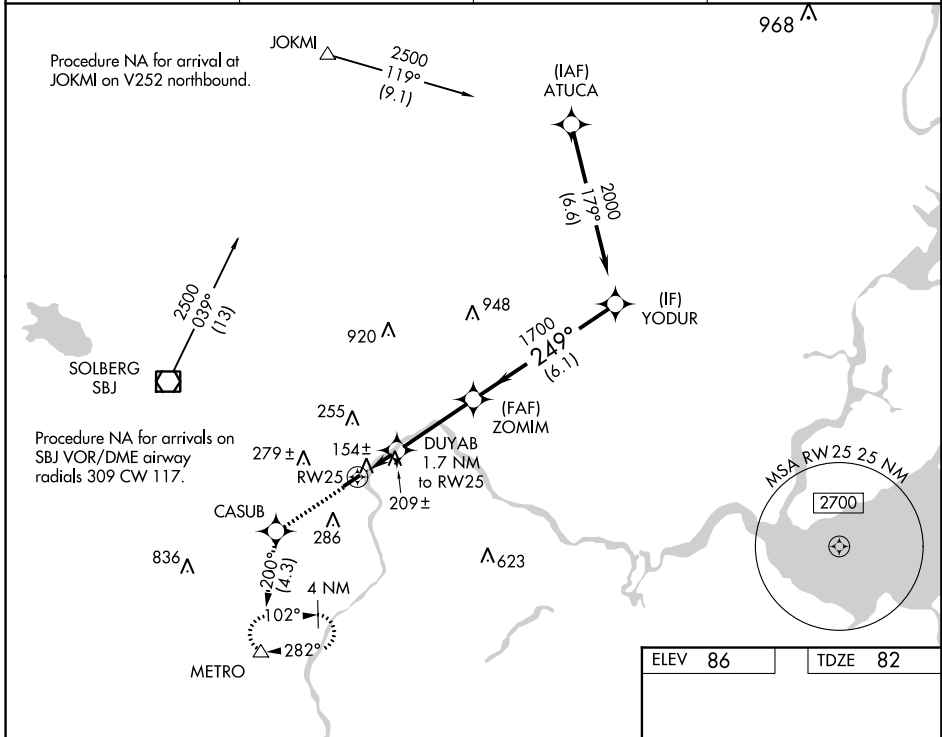 968
JOKMI
Procedure NA for arrival at
JOKMI on V252 northbound.
2500
119°
(9.1)
(IAF)
ATUCA
2000
179°
(6.6)
2500
039°
(13)
(IF)
YODUR
948
920
1700
249°
(6.1)
SOLBERG
SBJ
(FAF)
ZOMIM
255
Procedure NA for arrivals on
SBJ VOR/DME airway
radials 309 CW 117.
279±
154±
DUYAB
1.7 NM
to RW25
RW25
209±
MSA RW 25 25 NM
2700
CASUB
286
836
623
200°
(4.3)
4 NM
102°
282°
METRO
ELEV 86
TDZE 82